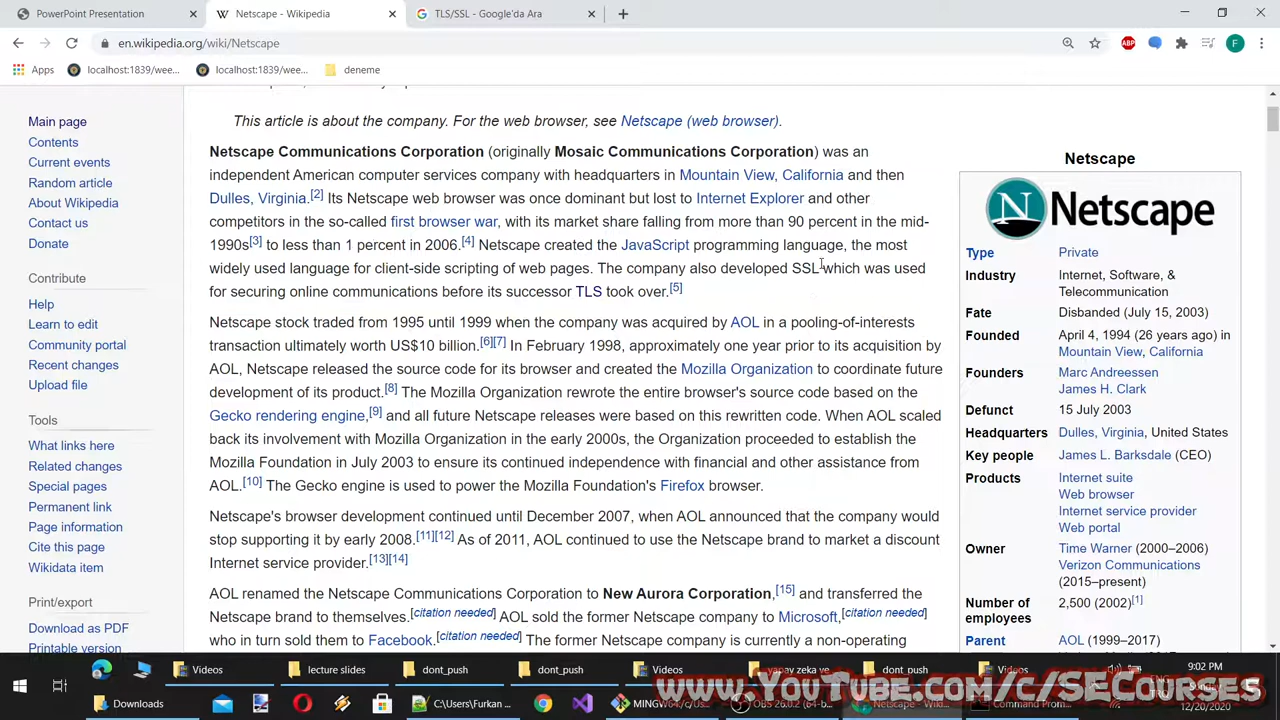 PowerPoint Presentation
Netscape - Wikipedia
TLS/SSL - Google'da Ara
en.wikipedia.org/wiki/Netscape
ABP
F
Apps
localhost:1839/wee...
localhost:1839/wee...
deneme
Main page
Contents
Current events
Random article
About Wikipedia
Contact us
Donate
Contribute
Help
Learn to edit
Community portal
Recent changes
Upload file
Tools
What links here
Related changes
Special pages
Permanent link
Page information
Cite this page
Wikidata item
Print/export
Download as PDF
Printable version
This article is about the company. For the web browser, see Netscape (web browser).
Netscape Communications Corporation (originally Mosaic Communications Corporation) was an
independent American computer services company with headquarters in Mountain View, California and then
Dulles, Virginia.[2] Its Netscape web browser was once dominant but lost to Internet Explorer and other
competitors in the so-called first browser war, with its market share falling from more than 90 percent in the mid-
1990s[3] to less than 1 percent in 2006.[4] Netscape created the JavaScript programming language, the most
widely used language for client-side scripting of web pages. The company also developed SSL which was used
for securing online communications before its successor TLS took over.[5]
Netscape stock traded from 1995 until 1999 when the company was acquired by AOL in a pooling-of-interests
transaction ultimately worth US$10 billion.[6][7] In February 1998, approximately one year prior to its acquisition by
AOL, Netscape released the source code for its browser and created the Mozilla Organization to coordinate future
development of its product.[8] The Mozilla Organization rewrote the entire browser's source code based on the
Gecko rendering engine,[9] and all future Netscape releases were based on this rewritten code. When AOL scaled
back its involvement with Mozilla Organization in the early 2000s, the Organization proceeded to establish the
Mozilla Foundation in July 2003 to ensure its continued independence with financial and other assistance from
AOL.[10] The Gecko engine is used to power the Mozilla Foundation's Firefox browser.
Netscape's browser development continued until December 2007, when AOL announced that the company would
stop supporting it by early 2008.[11][12] As of 2011, AOL continued to use the Netscape brand to market a discount
Internet service provider.[13][14]
AOL renamed the Netscape Communications Corporation to New Aurora Corporation,[15] and transferred the
Netscape brand to themselves.[citation needed] AOL sold the former Netscape company to Microsoft,[citation needed]
who in turn sold them to Facebook.[citation needed] The former Netscape company is currently a non-operating
Netscape
N Netscape
Type Private
Industry Internet, Software, &
Telecommunication
Fate Disbanded (July 15, 2003)
Founded April 4, 1994 (26 years ago) in
Mountain View, California
Founders Marc Andreessen
James H. Clark
Defunct 15 July 2003
Headquarters Dulles, Virginia, United States
Key people James L. Barksdale (CEO)
Products Internet suite
Web browser
Internet service provider
Web portal
Owner Time Warner (2000–2006)
Verizon Communications
(2015–present)
Number of 2,500 (2002)[1]
employees
Parent AOL (1999–2017)
Videos
lecture slides
dont_push
dont_push
Videos
yapay zeka ve
dont_push
Videos
9:02 PM
Downloads
C:\Users\Furkan ...
MINGW64:/c/Us...
OBS 26.0.2 (64-b...
Netscape - Wiki...
Command Prom...
12/20/2020
www.YouTube.com/c/SECourses